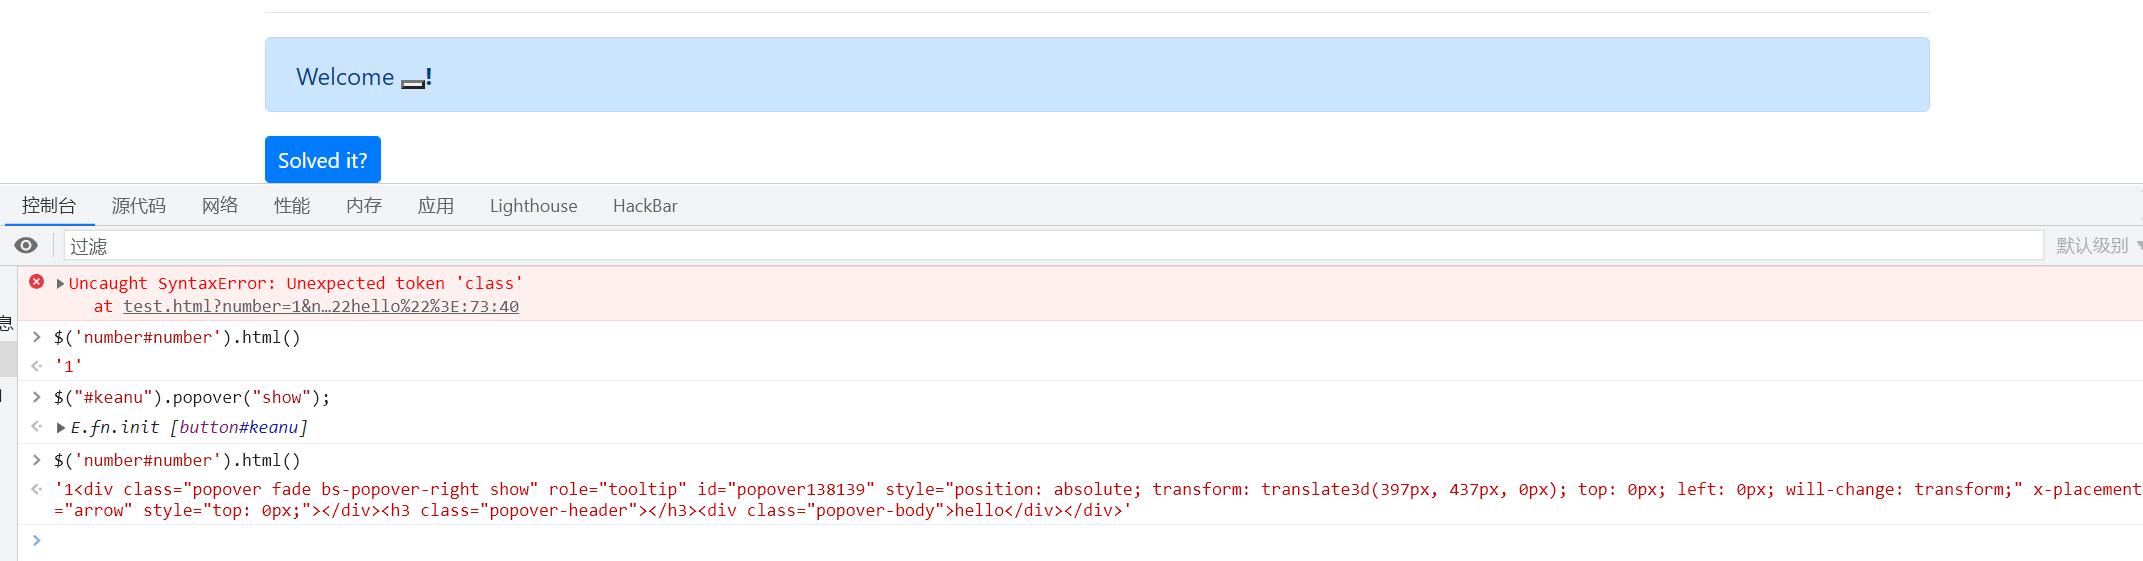 Welcome !
Solved it?
控制台 源代码 网络 性能 内存 应用 Lighthouse HackBar
过滤 默认级别
Uncaught SyntaxError: Unexpected token 'class'
at test.html?number=1&n…22hello%22%3E:73:40
息
> $('number#number').html()
'1'
> $("#keanu").popover("show");
E.fn.init [button#keanu]
> $('number#number').html()
'1<div class="popover fade bs-popover-right show" role="tooltip" id="popover138139" style="position: absolute; transform: translate3d(397px, 437px, 0px); top: 0px; left: 0px; will-change: transform;" x-placement
="arrow" style="top: 0px;"></div><h3 class="popover-header"></h3><div class="popover-body">hello</div></div>'
>